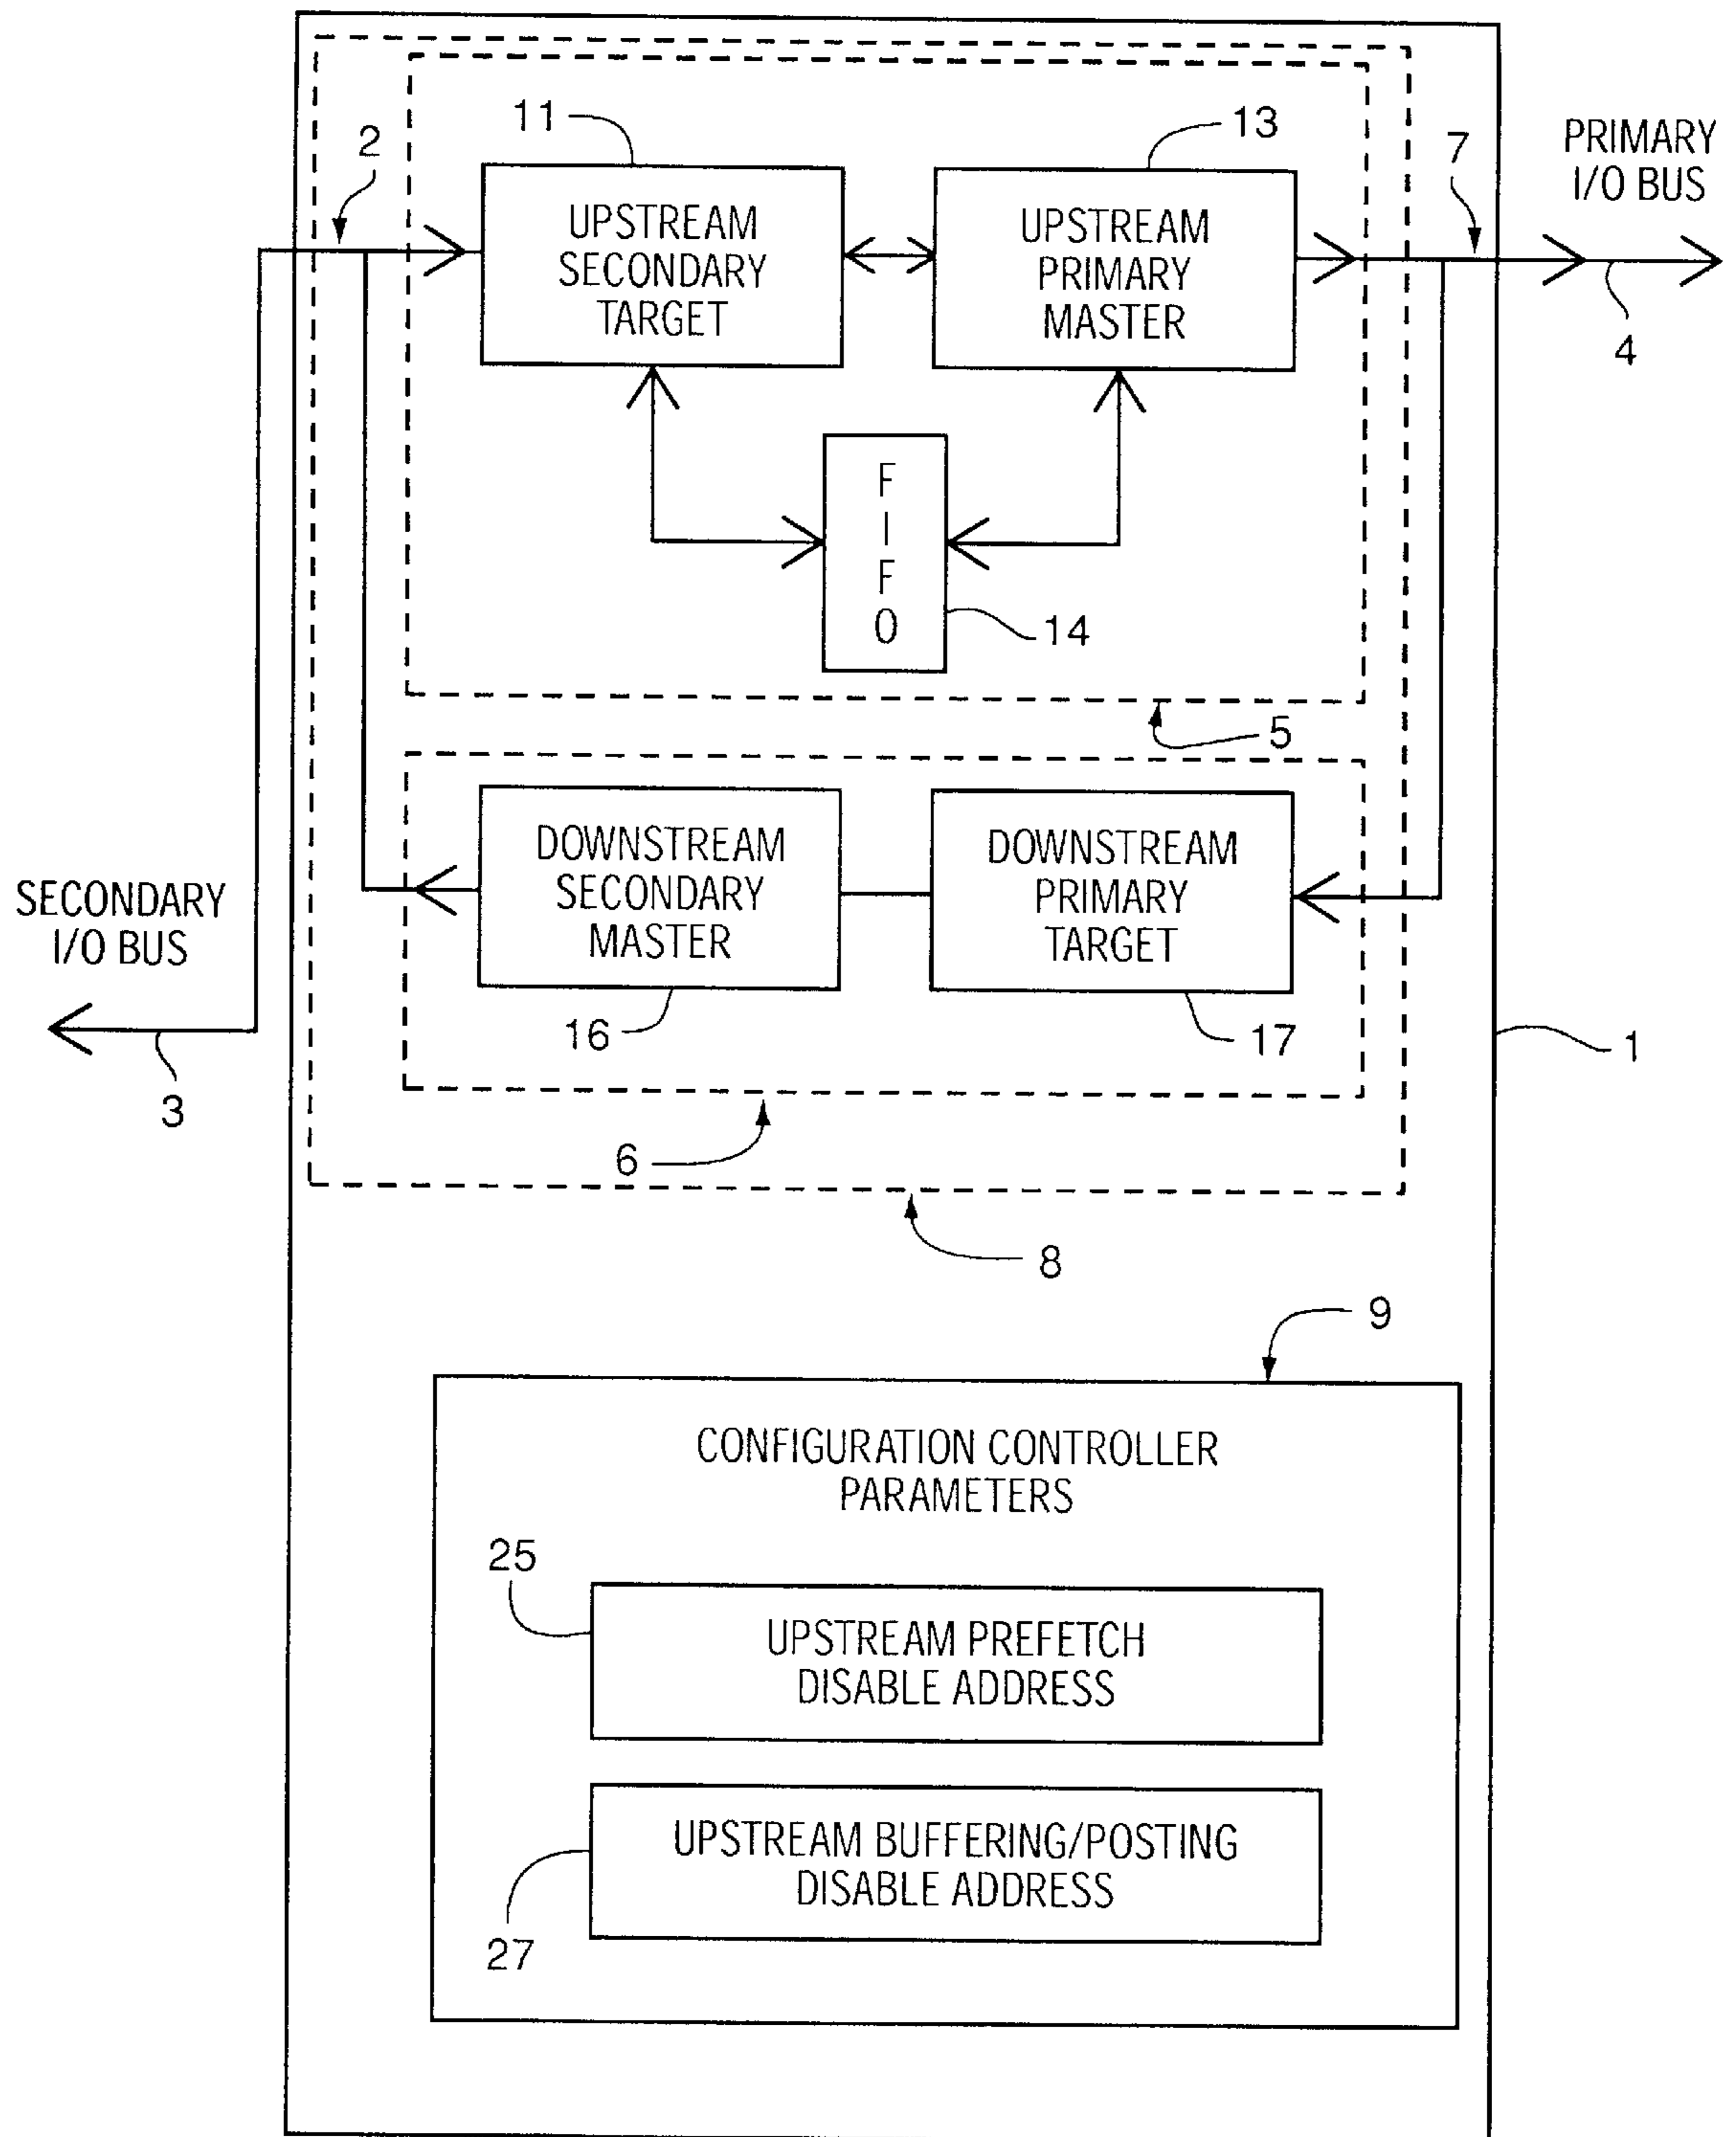 11
13
2
7
PRIMARY
I/O BUS
UPSTREAM
SECONDARY
TARGET
UPSTREAM
PRIMARY
MASTER
4
F
I
F
O
14
5
DOWNSTREAM
SECONDARY
MASTER
DOWNSTREAM
PRIMARY
TARGET
SECONDARY
I/O BUS
16
17
1
3
6
8
9
CONFIGURATION CONTROLLER
PARAMETERS
25
UPSTREAM PREFETCH
DISABLE ADDRESS
UPSTREAM BUFFERING/POSTING
DISABLE ADDRESS
27